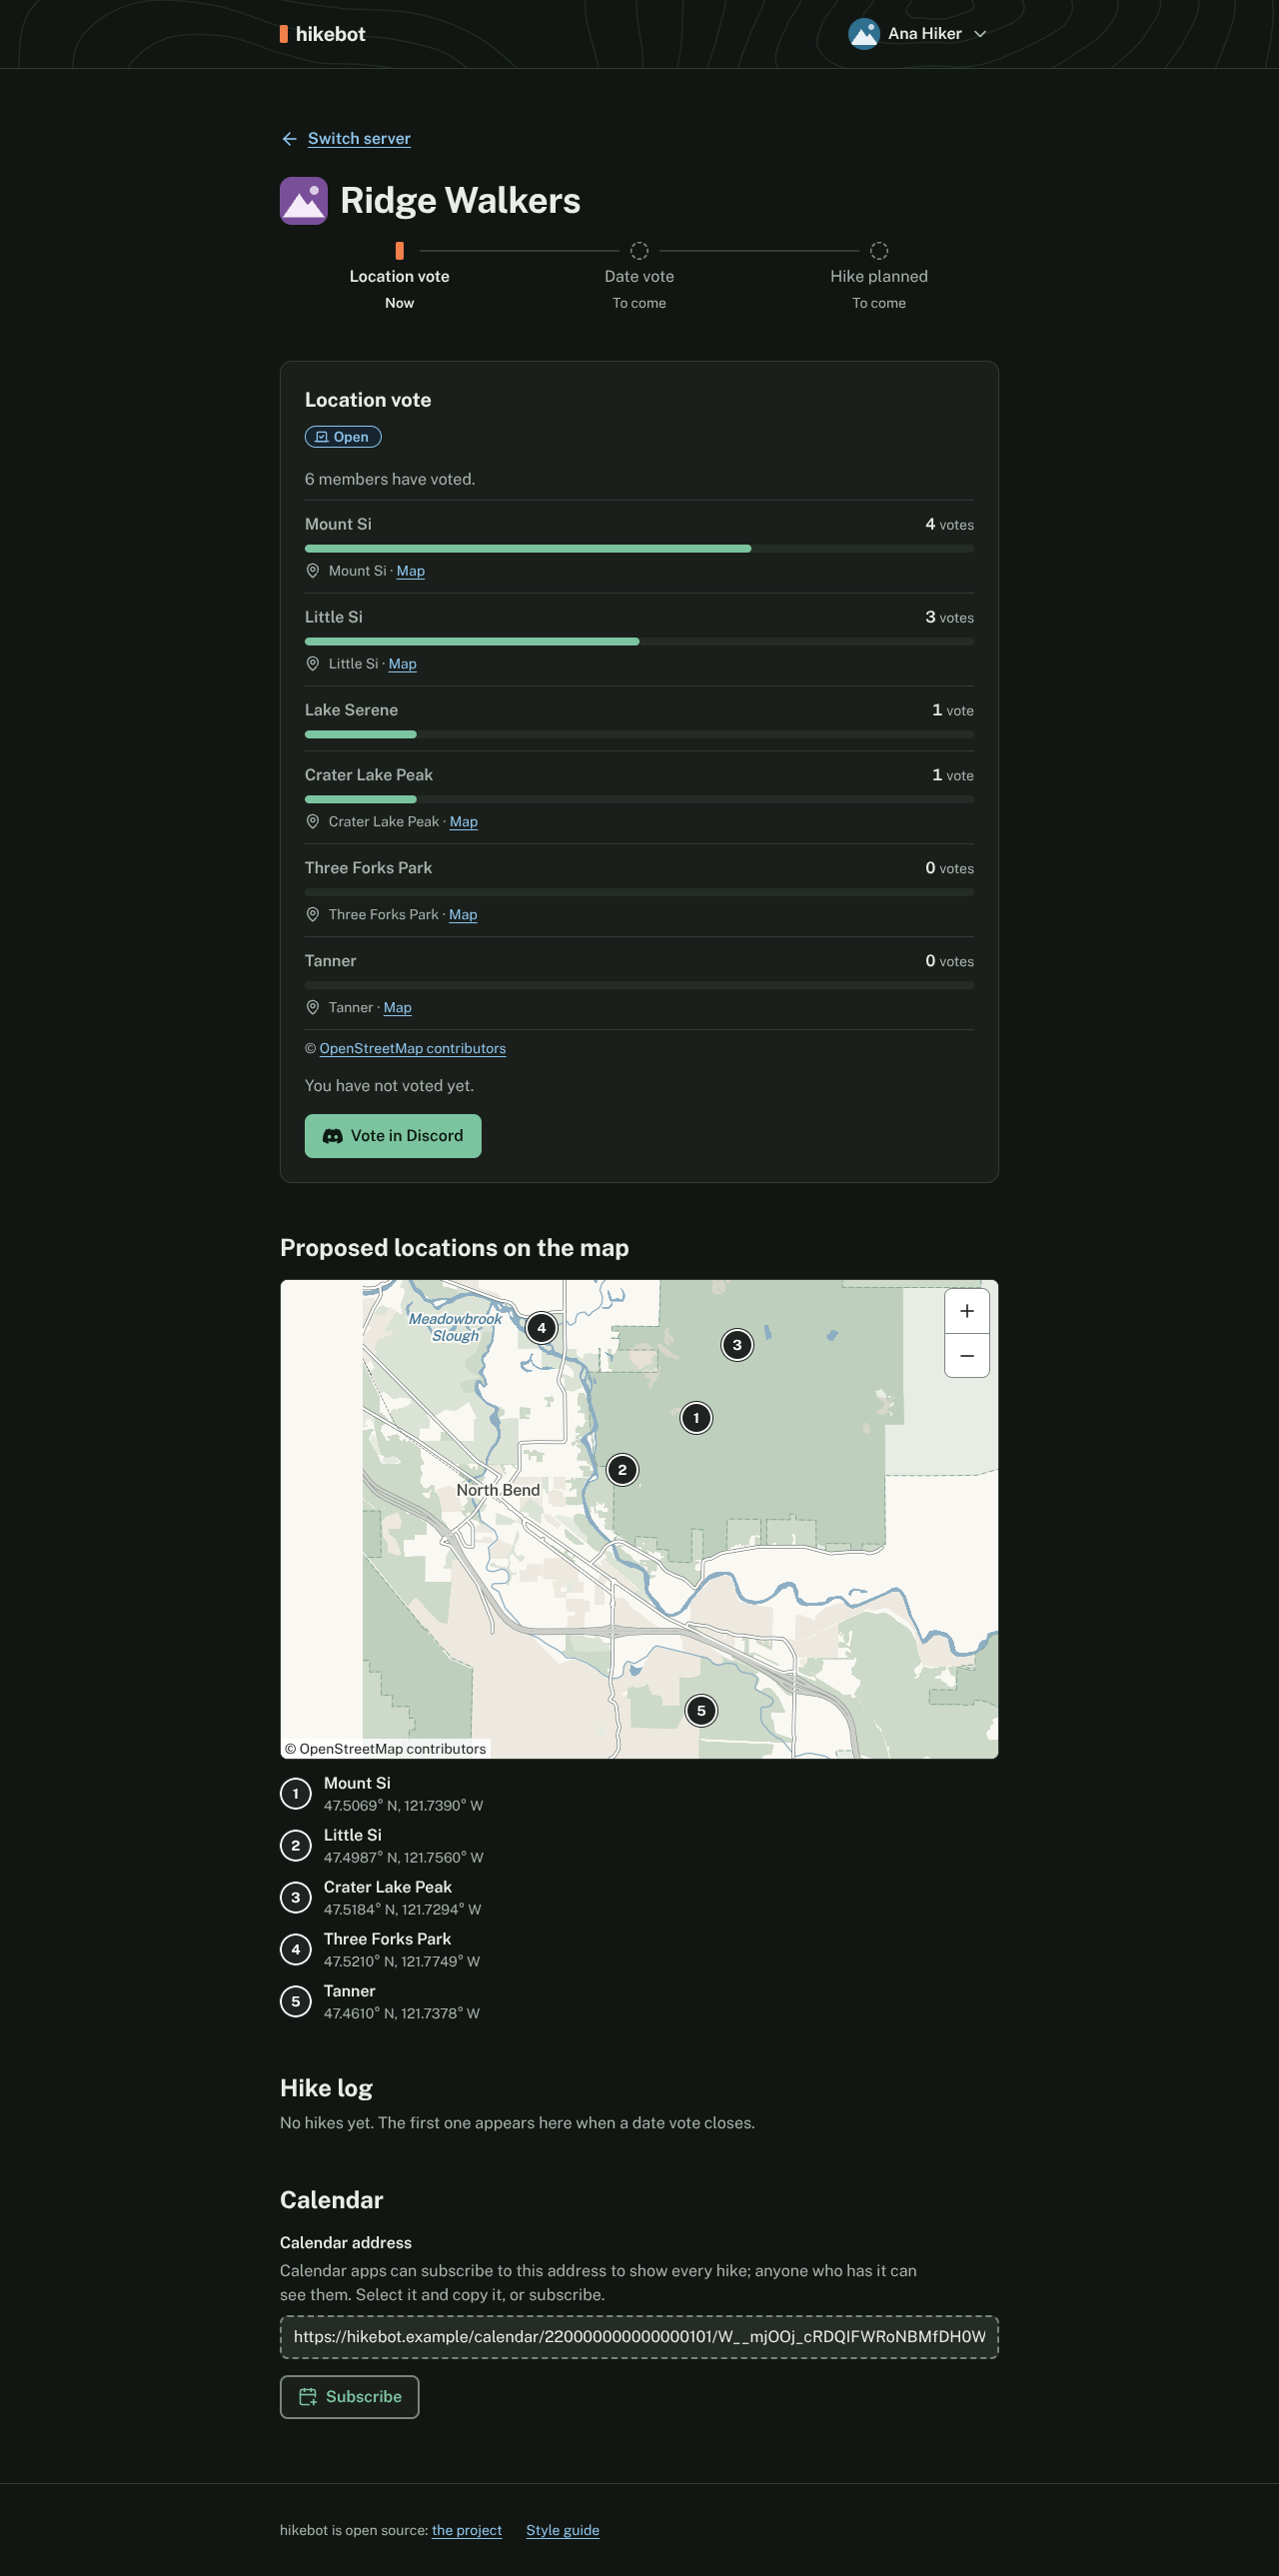 hikebot
Ana Hiker
Switch server
Ridge Walkers
Location vote
Date vote
Hike planned
Now
To come
To come
Location vote
Open
6 members have voted.
Mount Si
4 votes
Mount Si · Map
Little Si
3 votes
Little Si · Map
Lake Serene
1 vote
Crater Lake Peak
1 vote
Crater Lake Peak · Map
Three Forks Park
0 votes
Three Forks Park · Map
Tanner
0 votes
Tanner · Map
© OpenStreetMap contributors
You have not voted yet.
Vote in Discord
Proposed locations on the map
Meadowbrook
Slough
4
3
+
−
1
2
North Bend
5
© OpenStreetMap contributors
1
Mount Si
47.5069° N, 121.7390° W
2
Little Si
47.4987° N, 121.7560° W
3
Crater Lake Peak
47.5184° N, 121.7294° W
4
Three Forks Park
47.5210° N, 121.7749° W
5
Tanner
47.4610° N, 121.7378° W
Hike log
No hikes yet. The first one appears here when a date vote closes.
Calendar
Calendar address
Calendar apps can subscribe to this address to show every hike; anyone who has it can
see them. Select it and copy it, or subscribe.
https://hikebot.example/calendar/220000000000000101/W__mjOOj_cRDQIFWRoNBMfDH0W
Subscribe
hikebot is open source: the project
Style guide